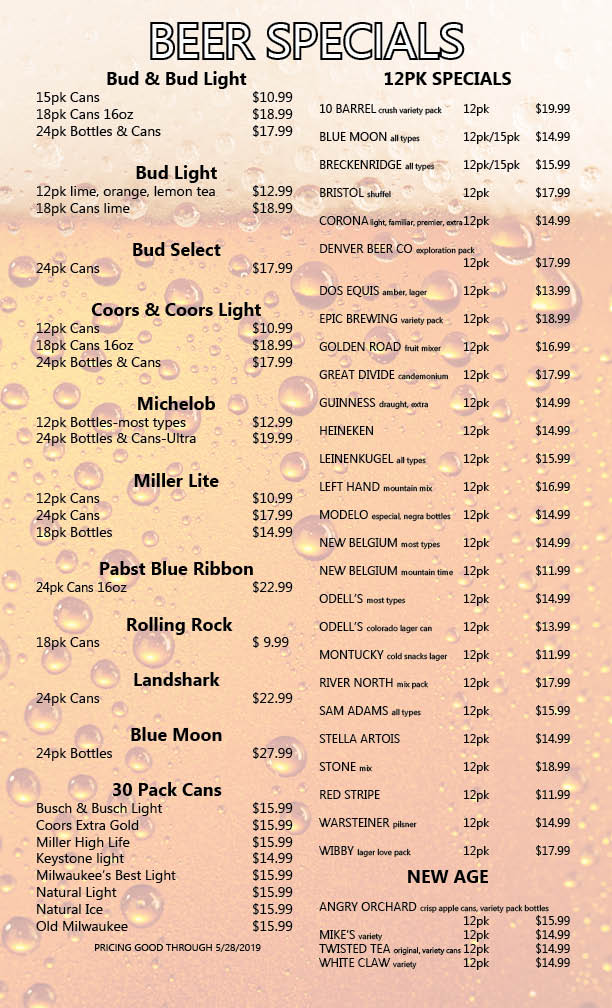 BEER SPECIALS
Bud & Bud Light
15pk Cans $10.99
18pk Cans 16oz $18.99
24pk Bottles & Cans $17.99
Bud Light
12pk lime, orange, lemon tea $12.99
18pk Cans lime $18.99
Bud Select
24pk Cans $17.99
Coors & Coors Light
12pk Cans $10.99
18pk Cans 16oz $18.99
24pk Bottles & Cans $17.99
Michelob
12pk Bottles-most types $12.99
24pk Bottles & Cans-Ultra $19.99
Miller Lite
12pk Cans $10.99
24pk Cans $17.99
18pk Bottles $14.99
Pabst Blue Ribbon
24pk Cans 16oz $22.99
Rolling Rock
18pk Cans $ 9.99
Landshark
24pk Cans $22.99
Blue Moon
24pk Bottles $27.99
30 Pack Cans
Busch & Busch Light $15.99
Coors Extra Gold $15.99
Miller High Life $15.99
Keystone light $14.99
Milwaukee's Best Light $15.99
Natural Light $15.99
Natural Ice $15.99
Old Milwaukee $15.99
PRICING GOOD THROUGH 5/28/2019
12PK SPECIALS
10 BARREL crush variety pack 12pk $19.99
BLUE MOON all types 12pk/15pk $14.99
BRECKENRIDGE all types 12pk/15pk $15.99
BRISTOL shuffel 12pk $17.99
CORONA light, familiar, premier, extra 12pk $14.99
DENVER BEER CO exploration pack
12pk $17.99
DOS EQUIS amber, lager 12pk $13.99
EPIC BREWING variety pack 12pk $18.99
GOLDEN ROAD fruit mixer 12pk $16.99
GREAT DIVIDE candemonium 12pk $17.99
GUINNESS draught, extra 12pk $14.99
HEINEKEN 12pk $14.99
LEINENKUGEL all types 12pk $15.99
LEFT HAND mountain mix 12pk $16.99
MODELO especial, negra bottles 12pk $14.99
NEW BELGIUM most types 12pk $14.99
NEW BELGIUM mountain time 12pk $11.99
ODELL'S most types 12pk $14.99
ODELL'S colorado lager can 12pk $13.99
MONTUCKY cold snacks lager 12pk $11.99
RIVER NORTH mix pack 12pk $17.99
SAM ADAMS all types 12pk $15.99
STELLA ARTOIS 12pk $14.99
STONE mix 12pk $18.99
RED STRIPE 12pk $11.99
WARSTEINER pilsner 12pk $14.99
WIBBY lager love pack 12pk $17.99
NEW AGE
ANGRY ORCHARD crisp apple cans, variety pack bottles
12pk $15.99
MIKE'S variety 12pk $14.99
TWISTED TEA original, variety cans 12pk $14.99
WHITE CLAW variety 12pk $14.99